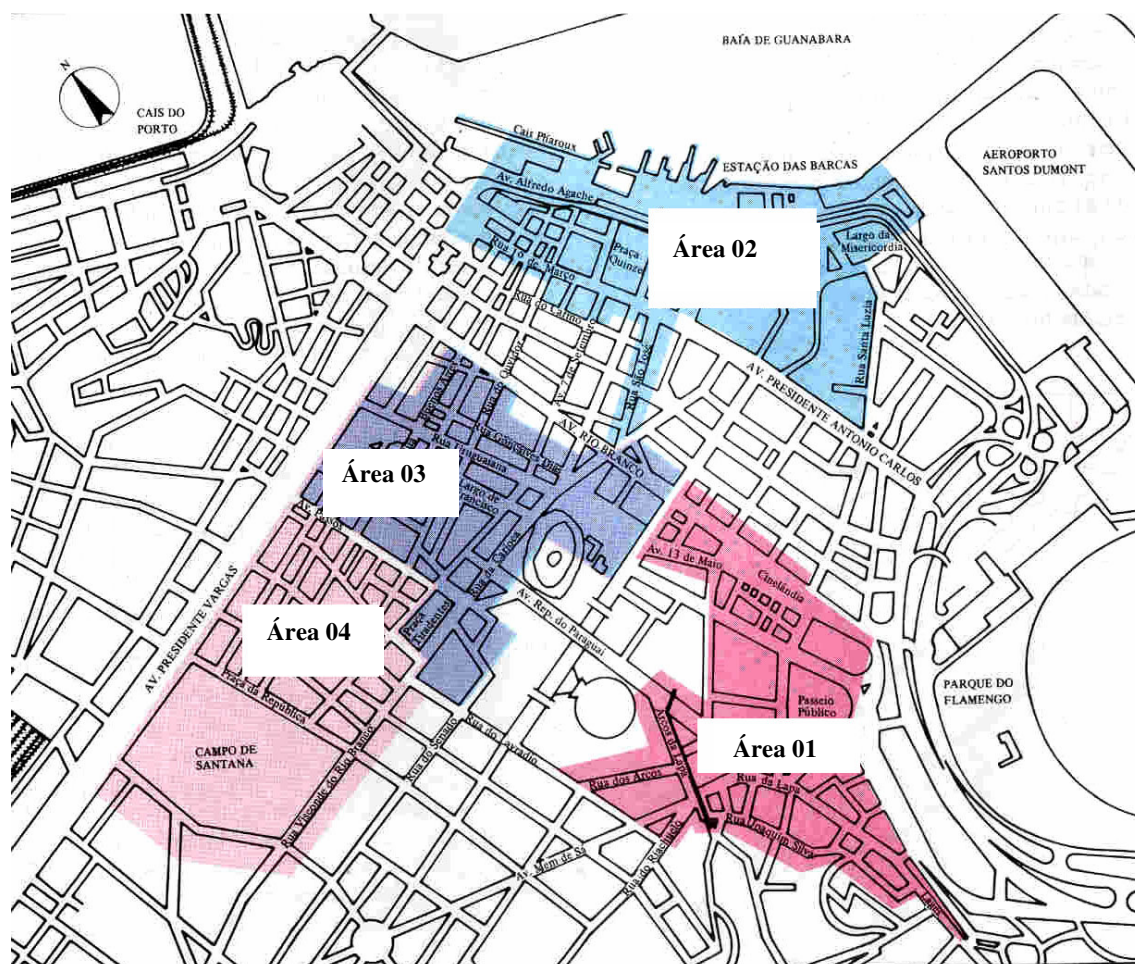 BAÍA DE GUANABARA
N
CAIS DO
PORTO
Cais Pharoux
ESTAÇÃO DAS BARCAS
AEROPORTO
SANTOS DUMONT
Av. Alfredo Agache
Área 02
Largo da
Misericordia
Praça
Quinze
Rua 1º de Março
Rua do Carmo
Rua do Ouvidor
Av. 7 de Setembro
Rua São José
Rua Santa Luzia
AV. PRESIDENTE ANTONIO CARLOS
Buenos Aires
AV. RIO BRANCO
Rua Gonçalves Dias
Rua Uruguaiana
Área 03
Largo de
Francisco
Av. Passos
Rua da Carioca
Av. 13 de Maio
Cinelândia
AV. PRESIDENTE VARGAS
Praça
Tiradentes
Av. Rep. do Paraguai
Área 04
Praça da República
PARQUE DO
FLAMENGO
Passeio
Público
CAMPO DE
SANTANA
Rua Visconde do Rio Branco
Rua do Senado
Rua do Lavradio
Arcos da Lapa
Área 01
Rua dos Arcos
Rua da Lapa
Rua Joaquim Silva
Av. Mem de Sá
Rua do Riachuelo